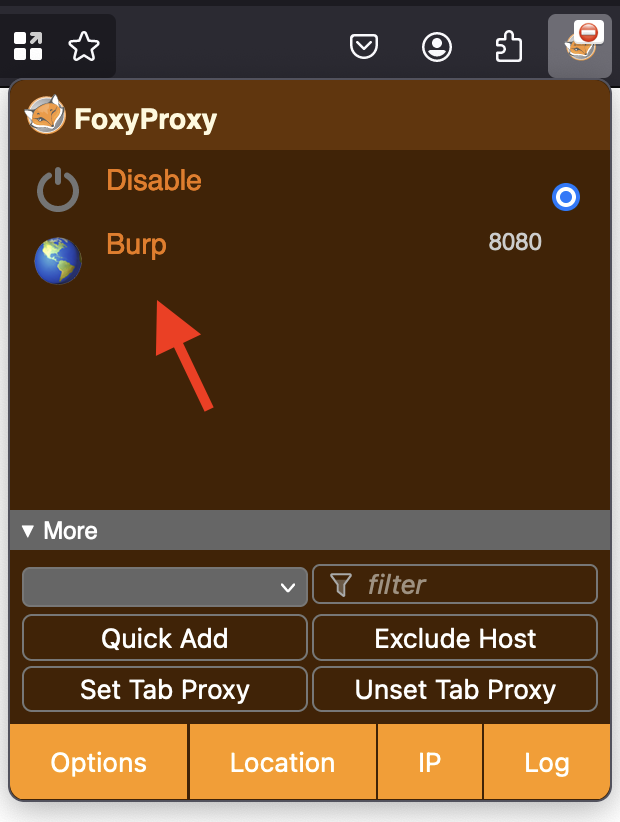 FoxyProxy
Disable
Burp 8080
▼ More
filter
Quick Add Exclude Host
Set Tab Proxy Unset Tab Proxy
Options Location IP Log